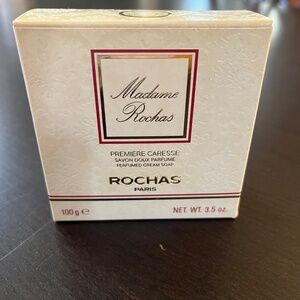 Madame
Rochas
PREMIÈRE CARESSE
SAVON DOUX PARFUMÉ
PERFUMED CREAM SOAP
ROCHAS
PARIS
100 g ℮
NET. WT. 3.5 oz.